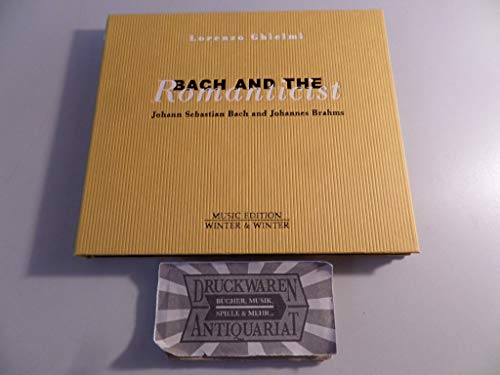 Lorenzo Ghielmi
BACH AND THE
Romanticist
Johann Sebastian Bach and Johannes Brahms
MUSIC EDITION
WINTER & WINTER
DRUCKWAREN
BÜCHER, MUSIK,
SPIELE & MEHR...
ANTIQUARIAT